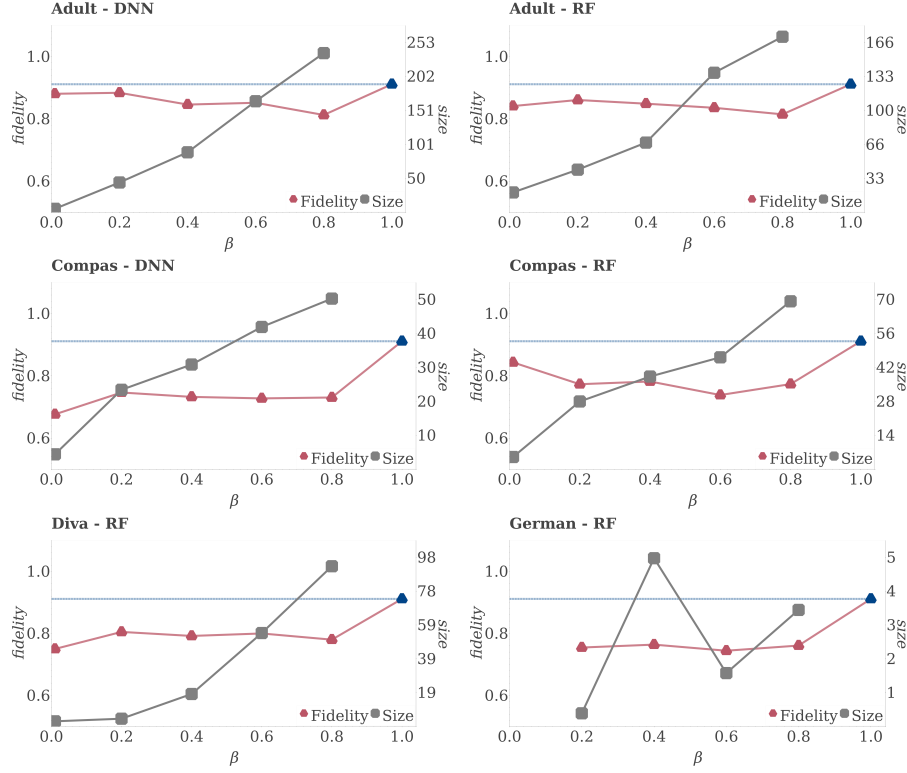 Adult - DNN
1.0
0.8
0.6
fidelity
253
202
151
101
50
size
Fidelity Size
0.0 0.2 0.4 0.6 0.8 1.0
β
Adult - RF
1.0
0.8
0.6
fidelity
166
133
100
66
33
size
Fidelity Size
0.0 0.2 0.4 0.6 0.8 1.0
β
Compas - DNN
1.0
0.8
0.6
fidelity
50
40
30
20
10
size
Fidelity Size
0.0 0.2 0.4 0.6 0.8 1.0
β
Compas - RF
1.0
0.8
0.6
fidelity
70
56
42
28
14
size
Fidelity Size
0.0 0.2 0.4 0.6 0.8 1.0
β
Diva - RF
1.0
0.8
0.6
fidelity
98
78
59
39
19
size
Fidelity Size
0.0 0.2 0.4 0.6 0.8 1.0
β
German - RF
1.0
0.8
0.6
fidelity
5
4
3
2
1
size
Fidelity Size
0.0 0.2 0.4 0.6 0.8 1.0
β